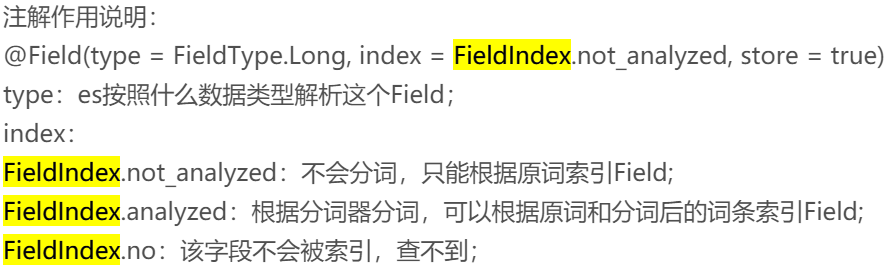 注解作用说明：
@Field(type = FieldType.Long, index = FieldIndex.not_analyzed, store = true)
type：es按照什么数据类型解析这个Field；
index：
FieldIndex.not_analyzed：不会分词，只能根据原词索引Field;
FieldIndex.analyzed：根据分词器分词，可以根据原词和分词后的词条索引Field;
FieldIndex.no：该字段不会被索引，查不到；